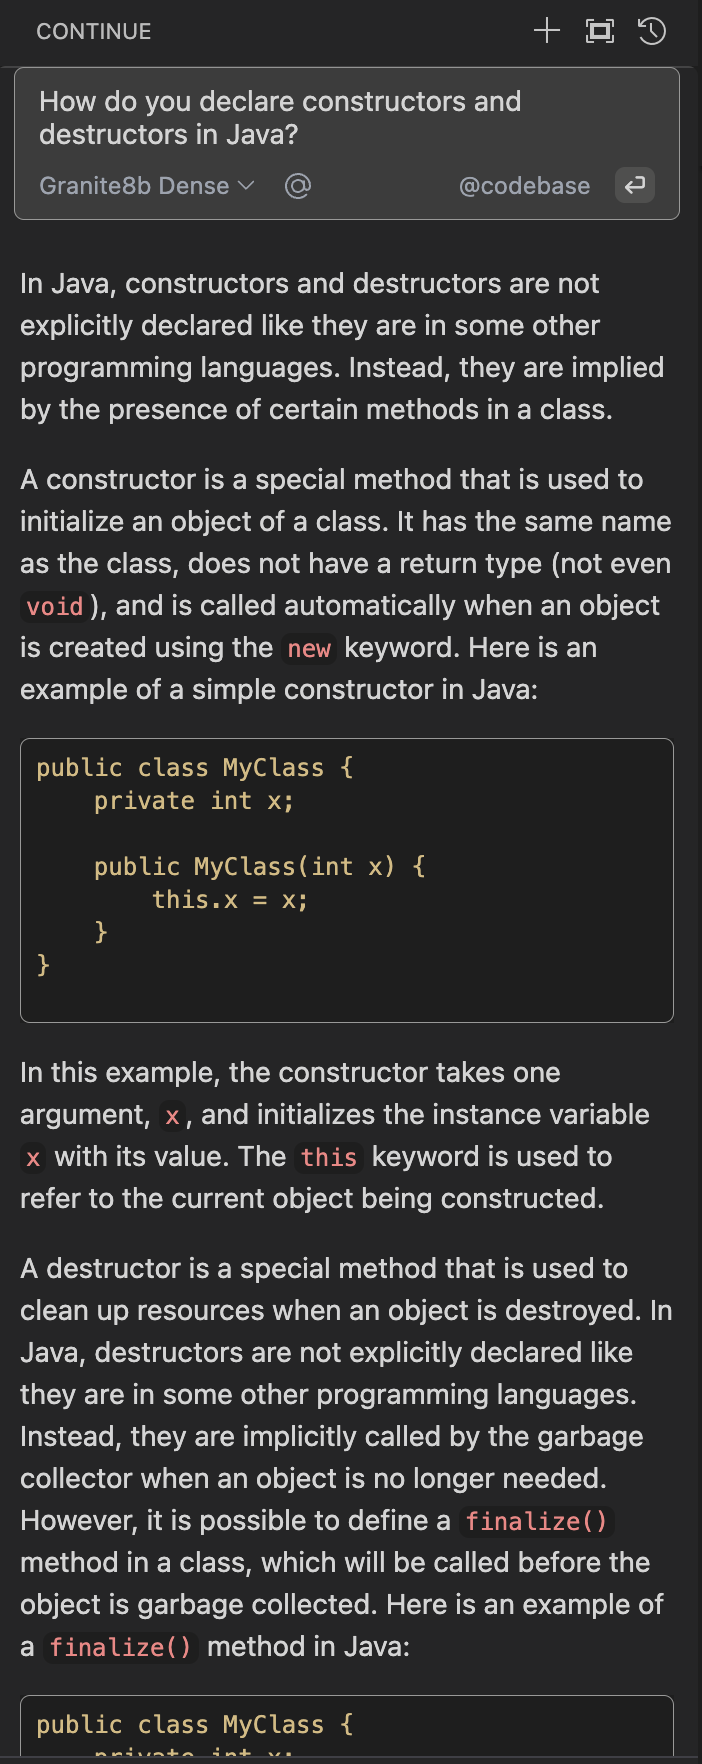 CONTINUE
How do you declare constructors and
destructors in Java?
Granite8b Dense
@codebase
In Java, constructors and destructors are not
explicitly declared like they are in some other
programming languages. Instead, they are implied
by the presence of certain methods in a class.
A constructor is a special method that is used to
initialize an object of a class. It has the same name
as the class, does not have a return type (not even
void), and is called automatically when an object
is created using the new keyword. Here is an
example of a simple constructor in Java:
public class MyClass {
    private int x;
    public MyClass(int x) {
        this.x = x;
    }
}
In this example, the constructor takes one
argument, x, and initializes the instance variable
x with its value. The this keyword is used to
refer to the current object being constructed.
A destructor is a special method that is used to
clean up resources when an object is destroyed. In
Java, destructors are not explicitly declared like
they are in some other programming languages.
Instead, they are implicitly called by the garbage
collector when an object is no longer needed.
However, it is possible to define a finalize()
method in a class, which will be called before the
object is garbage collected. Here is an example of
a finalize() method in Java:
public class MyClass {
    private int x;